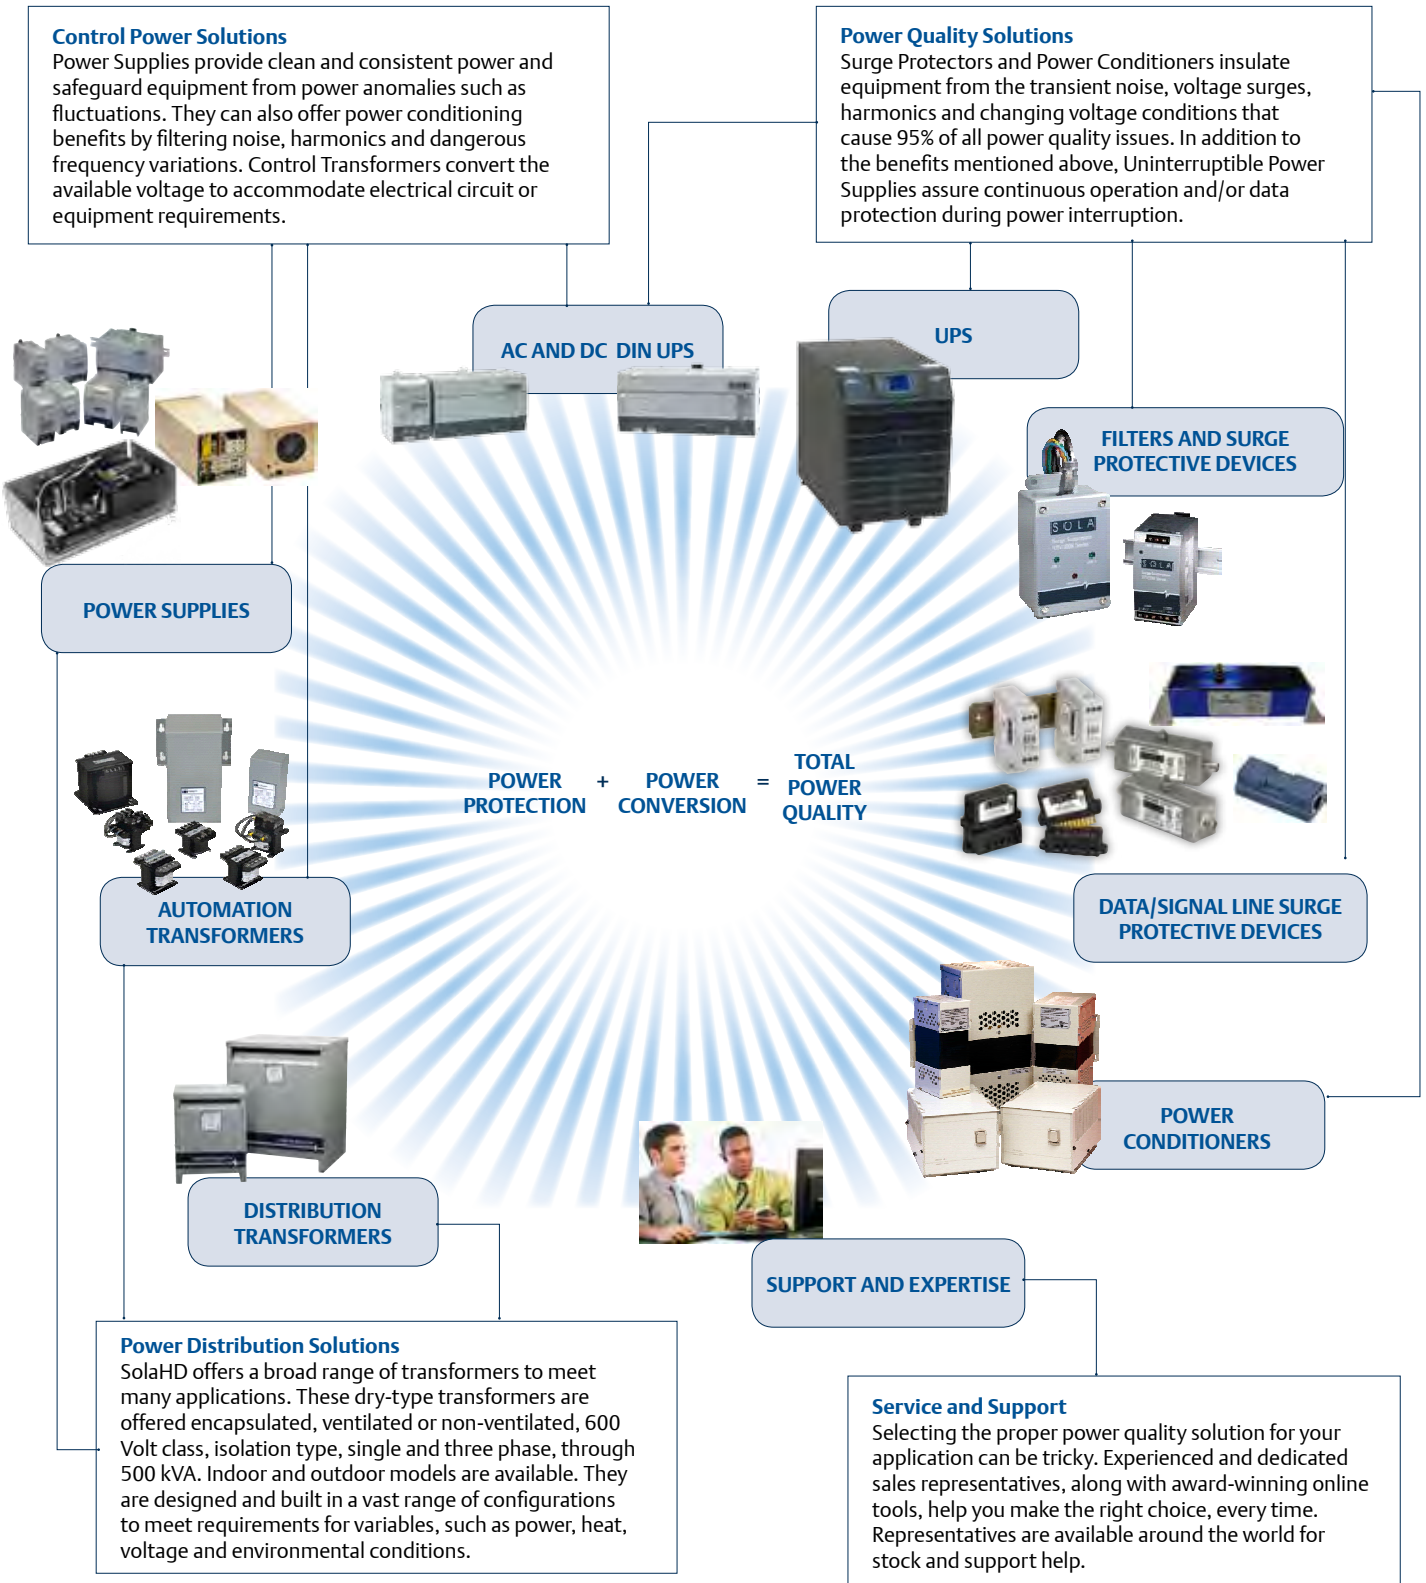 Control Power Solutions
Power Supplies provide clean and consistent power and
safeguard equipment from power anomalies such as
fluctuations. They can also offer power conditioning
benefits by filtering noise, harmonics and dangerous
frequency variations. Control Transformers convert the
available voltage to accommodate electrical circuit or
equipment requirements.
Power Quality Solutions
Surge Protectors and Power Conditioners insulate
equipment from the transient noise, voltage surges,
harmonics and changing voltage conditions that
cause 95% of all power quality issues. In addition to
the benefits mentioned above, Uninterruptible Power
Supplies assure continuous operation and/or data
protection during power interruption.
AC AND DC DIN UPS
UPS
FILTERS AND SURGE
PROTECTIVE DEVICES
SOLA
SOLA
POWER SUPPLIES
POWER
PROTECTION
+
POWER
CONVERSION
=
TOTAL
POWER
QUALITY
AUTOMATION
TRANSFORMERS
DATA/SIGNAL LINE SURGE
PROTECTIVE DEVICES
POWER
CONDITIONERS
DISTRIBUTION
TRANSFORMERS
SUPPORT AND EXPERTISE
Power Distribution Solutions
SolaHD offers a broad range of transformers to meet
many applications. These dry-type transformers are
offered encapsulated, ventilated or non-ventilated, 600
Volt class, isolation type, single and three phase, through
500 kVA. Indoor and outdoor models are available. They
are designed and built in a vast range of configurations
to meet requirements for variables, such as power, heat,
voltage and environmental conditions.
Service and Support
Selecting the proper power quality solution for your
application can be tricky. Experienced and dedicated
sales representatives, along with award-winning online
tools, help you make the right choice, every time.
Representatives are available around the world for
stock and support help.